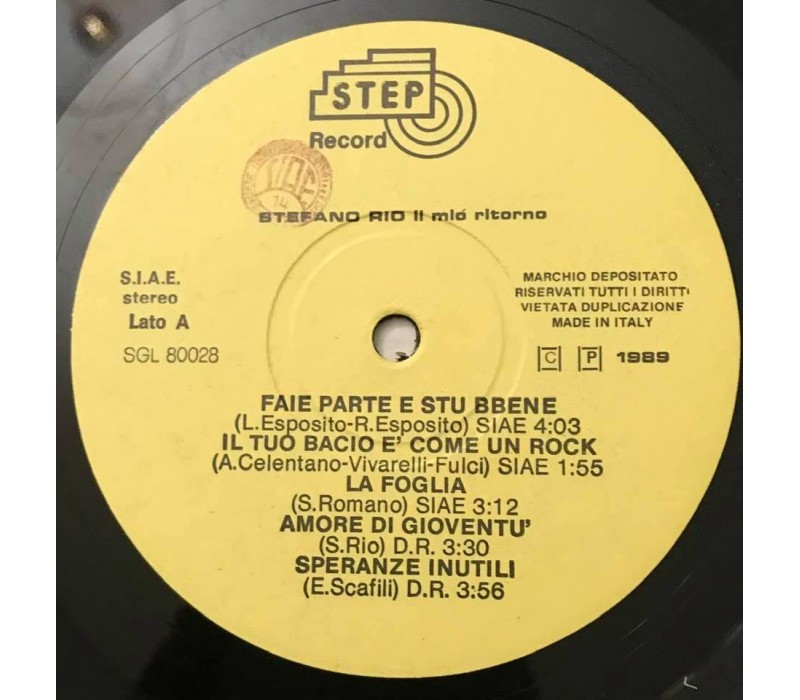 STEP
Record
STEFANO RIO il mió ritorno
S.I.A.E.
stereo
Lato A
SGL 80028
MARCHIO DEPOSITATO
RISERVATI TUTTI I DIRITTI
VIETATA DUPLICAZIONE
MADE IN ITALY
C P 1989
FAIE PARTE E STU BBENE
(L.Esposito-R.Esposito) SIAE 4:03
IL TUO BACIO E' COME UN ROCK
(A.Celentano-Vivarelli-Fulci) SIAE 1:55
LA FOGLIA
(S.Romano) SIAE 3:12
AMORE DI GIOVENTU'
(S.Rio) D.R. 3:30
SPERANZE INUTILI
(E.Scafili) D.R. 3:56